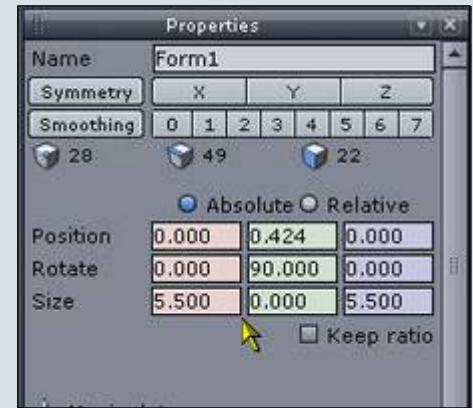 Properties
Name Form1
Symmetry X Y Z
Smoothing 0 1 2 3 4 5 6 7
28 49 22
Absolute Relative
Position 0.000 0.424 0.000
Rotate 0.000 90.000 0.000
Size 5.500 0.000 5.500
Keep ratio